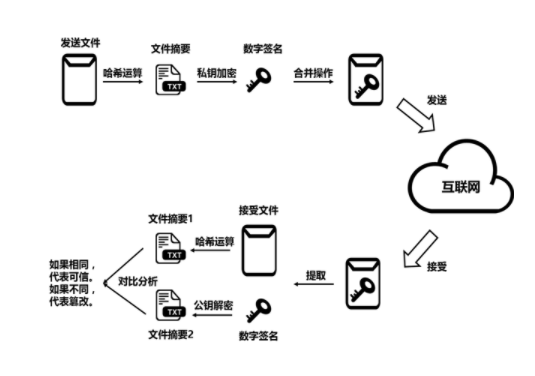 发送文件
文件摘要
数字签名
哈希运算
私钥加密
合并操作
TXT
发送
互联网
接受
接受文件
文件摘要1
哈希运算
TXT
提取
如果相同，
代表可信。
如果不同，
代表篡改。
对比分析
公钥解密
TXT
文件摘要2
数字签名